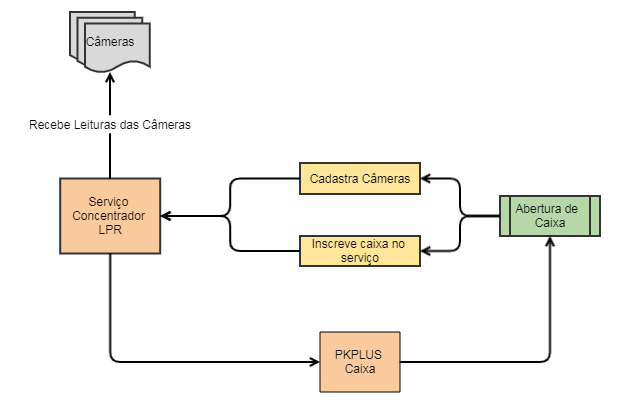 Câmeras
Recebe Leituras das Câmeras
Serviço
Concentrador
LPR
Cadastra Câmeras
Inscreve caixa no
serviço
Abertura de
Caixa
PKPLUS
Caixa